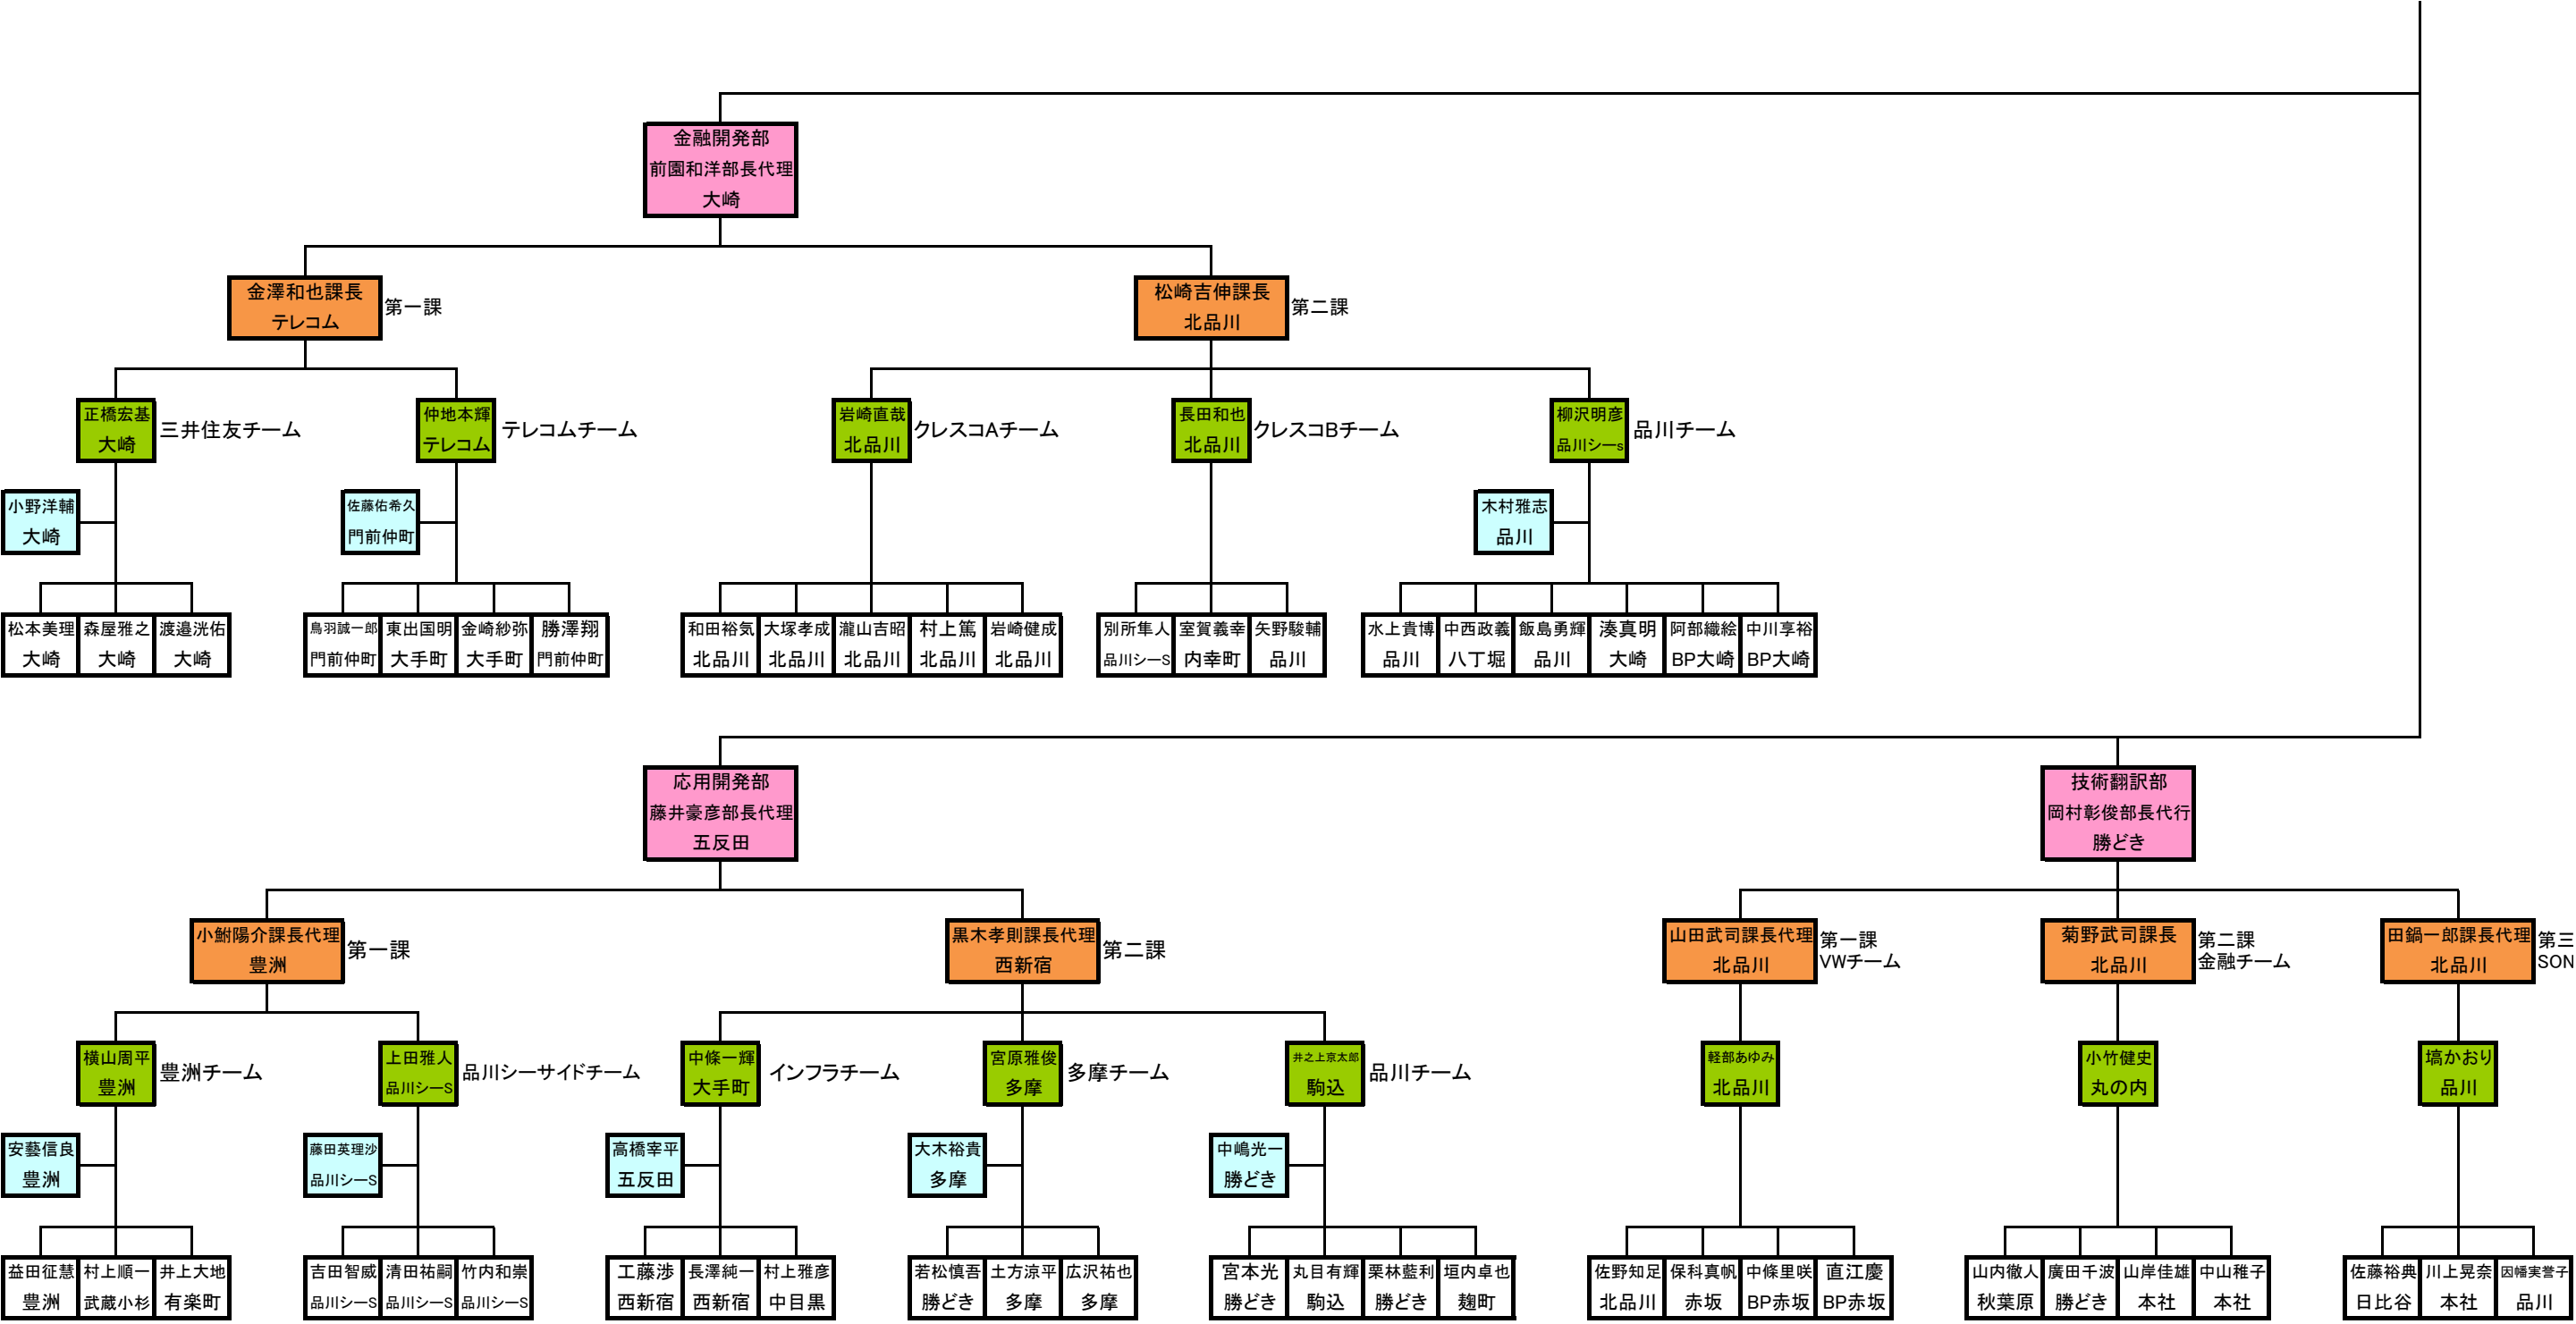 金融開発部
前園和洋部長代理
大崎
金澤和也課長
テレコム
第一課
松崎吉伸課長
北品川
第二課
正橋宏基
大崎
三井住友チーム
仲地本輝
テレコム
テレコムチーム
岩崎直哉
北品川
クレスコAチーム
長田和也
北品川
クレスコBチーム
柳沢明彦
品川シーs
品川チーム
小野洋輔
大崎
佐藤佑希久
門前仲町
木村雅志
品川
松本美理
大崎
森屋雅之
大崎
渡邉洸佑
大崎
鳥羽誠一郎
門前仲町
東出国明
大手町
金崎紗弥
大手町
勝澤翔
門前仲町
和田裕気
北品川
大塚孝成
北品川
瀧山吉昭
北品川
村上篤
北品川
岩崎健成
北品川
別所隼人
品川シーS
室賀義幸
内幸町
矢野駿輔
品川
水上貴博
品川
中西政義
八丁堀
飯島勇輝
品川
湊真明
大崎
阿部織絵
BP大崎
中川享裕
BP大崎
応用開発部
藤井豪彦部長代理
五反田
技術翻訳部
岡村彰俊部長代行
勝どき
小鮒陽介課長代理
豊洲
第一課
黒木孝則課長代理
西新宿
第二課
山田武司課長代理
北品川
第一課
VWチーム
菊野武司課長
北品川
第二課
金融チーム
田鍋一郎課長代理
北品川
第三
SON
横山周平
豊洲
豊洲チーム
上田雅人
品川シーS
品川シーサイドチーム
中條一輝
大手町
インフラチーム
宮原雅俊
多摩
多摩チーム
井之上京太郎
駒込
品川チーム
軽部あゆみ
北品川
小竹健史
丸の内
塙かおり
品川
安藝信良
豊洲
藤田英理沙
品川シーS
高橋宰平
五反田
大木裕貴
多摩
中嶋光一
勝どき
益田征慧
豊洲
村上順一
武蔵小杉
井上大地
有楽町
吉田智威
品川シーS
清田祐嗣
品川シーS
竹内和崇
品川シーS
工藤渉
西新宿
長澤純一
西新宿
村上雅彦
中目黒
若松慎吾
勝どき
土方涼平
多摩
広沢祐也
多摩
宮本光
勝どき
丸目有輝
駒込
栗林藍利
勝どき
垣内卓也
麹町
佐野知足
北品川
保科真帆
赤坂
中條里咲
BP赤坂
直江慶
BP赤坂
山内徹人
秋葉原
廣田千波
勝どき
山岸佳雄
本社
中山稚子
本社
佐藤裕典
日比谷
川上晃奈
本社
因幡実誉子
品川